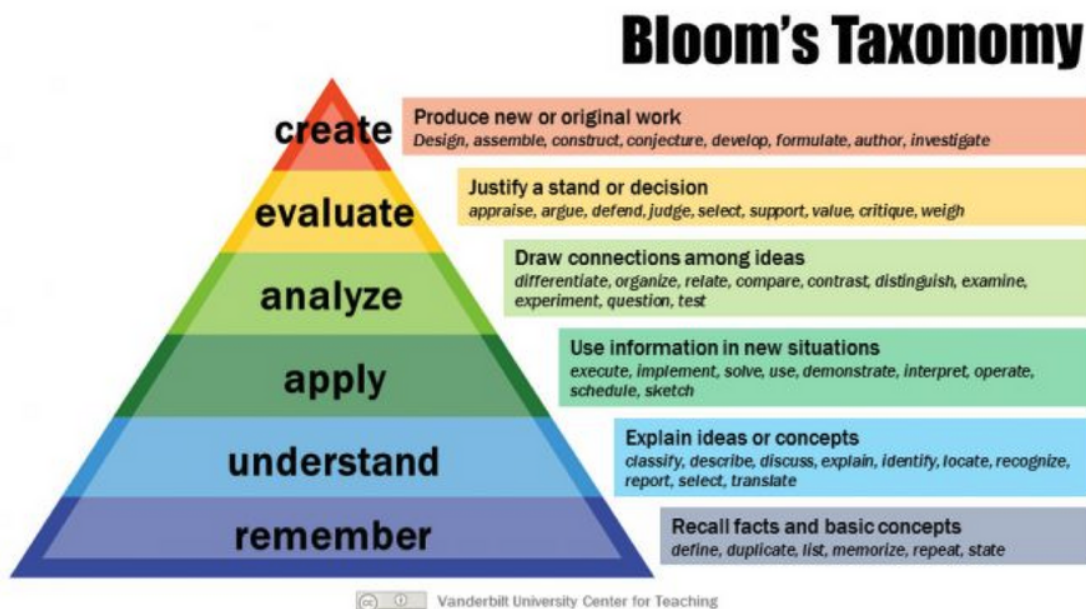 Bloom's Taxonomy
create
Produce new or original work
Design, assemble, construct, conjecture, develop, formulate, author, investigate
evaluate
Justify a stand or decision
appraise, argue, defend, judge, select, support, value, critique, weigh
analyze
Draw connections among ideas
differentiate, organize, relate, compare, contrast, distinguish, examine,
experiment, question, test
apply
Use information in new situations
execute, implement, solve, use, demonstrate, interpret, operate,
schedule, sketch
understand
Explain ideas or concepts
classify, describe, discuss, explain, identify, locate, recognize,
report, select, translate
remember
Recall facts and basic concepts
define, duplicate, list, memorize, repeat, state
cc
Vanderbilt University Center for Teaching